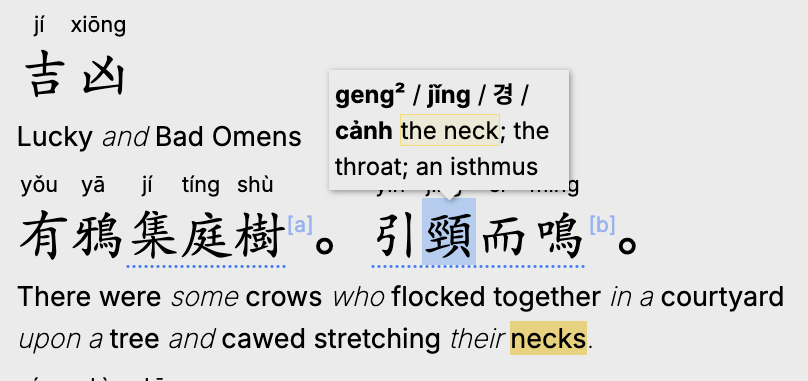 jí xiōng
吉凶
Lucky and Bad Omens
geng² / jǐng / 경 /
cảnh the neck; the
throat; an isthmus
yǒu yā jí tíng shù
有鴉集庭樹[a]。 引頸而鳴[b]。
There were some crows who flocked together in a courtyard
upon a tree and cawed stretching their necks.